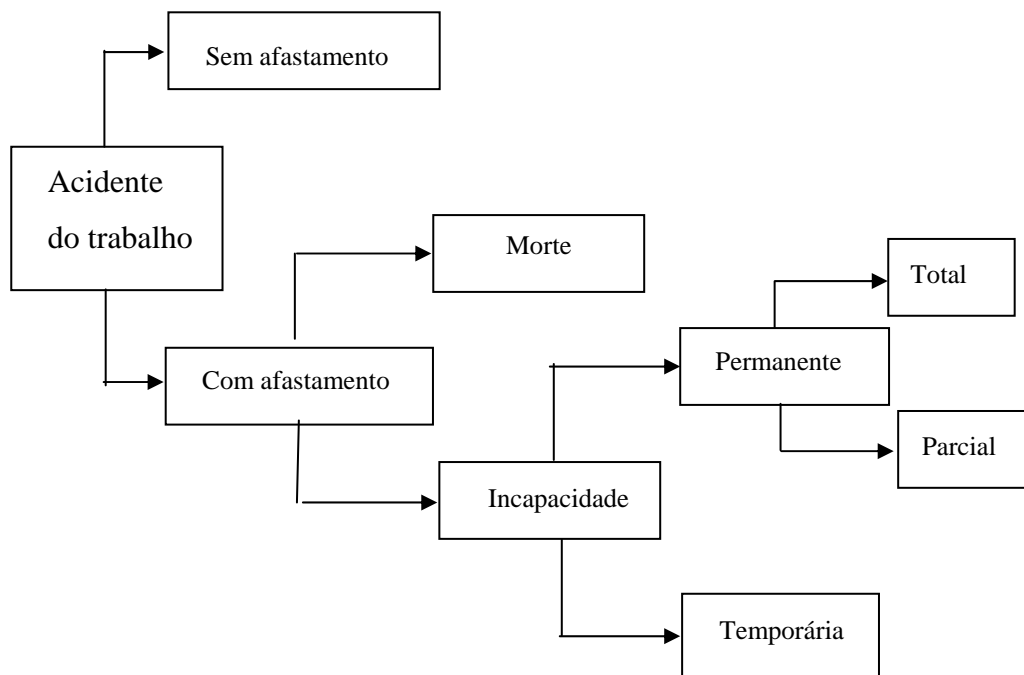 Sem afastamento
Acidente
do trabalho
Morte
Total
Com afastamento
Permanente
Parcial
Incapacidade
Temporária